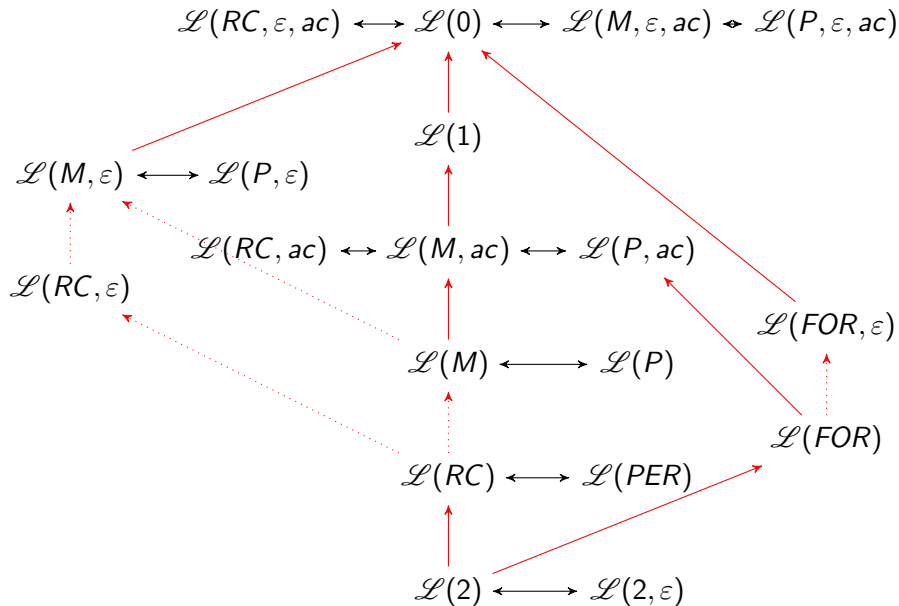 ℒ(RC, ε, ac) ℒ(0) ℒ(M, ε, ac) ℒ(P, ε, ac)
ℒ(1)
ℒ(M, ε) ℒ(P, ε)
ℒ(RC, ac) ℒ(M, ac) ℒ(P, ac)
ℒ(RC, ε)
ℒ(FOR, ε)
ℒ(M) ℒ(P)
ℒ(FOR)
ℒ(RC) ℒ(PER)
ℒ(2) ℒ(2, ε)